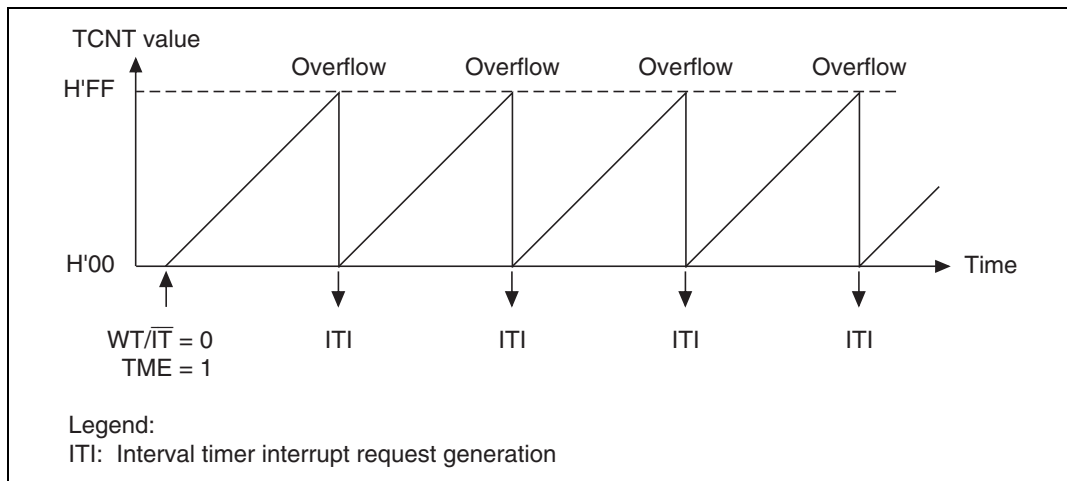 TCNT value
Overflow Overflow Overflow Overflow
H'FF
H'00
Time
WT/I̅T̅ = 0 ITI ITI ITI ITI
TME = 1
Legend:
ITI: Interval timer interrupt request generation